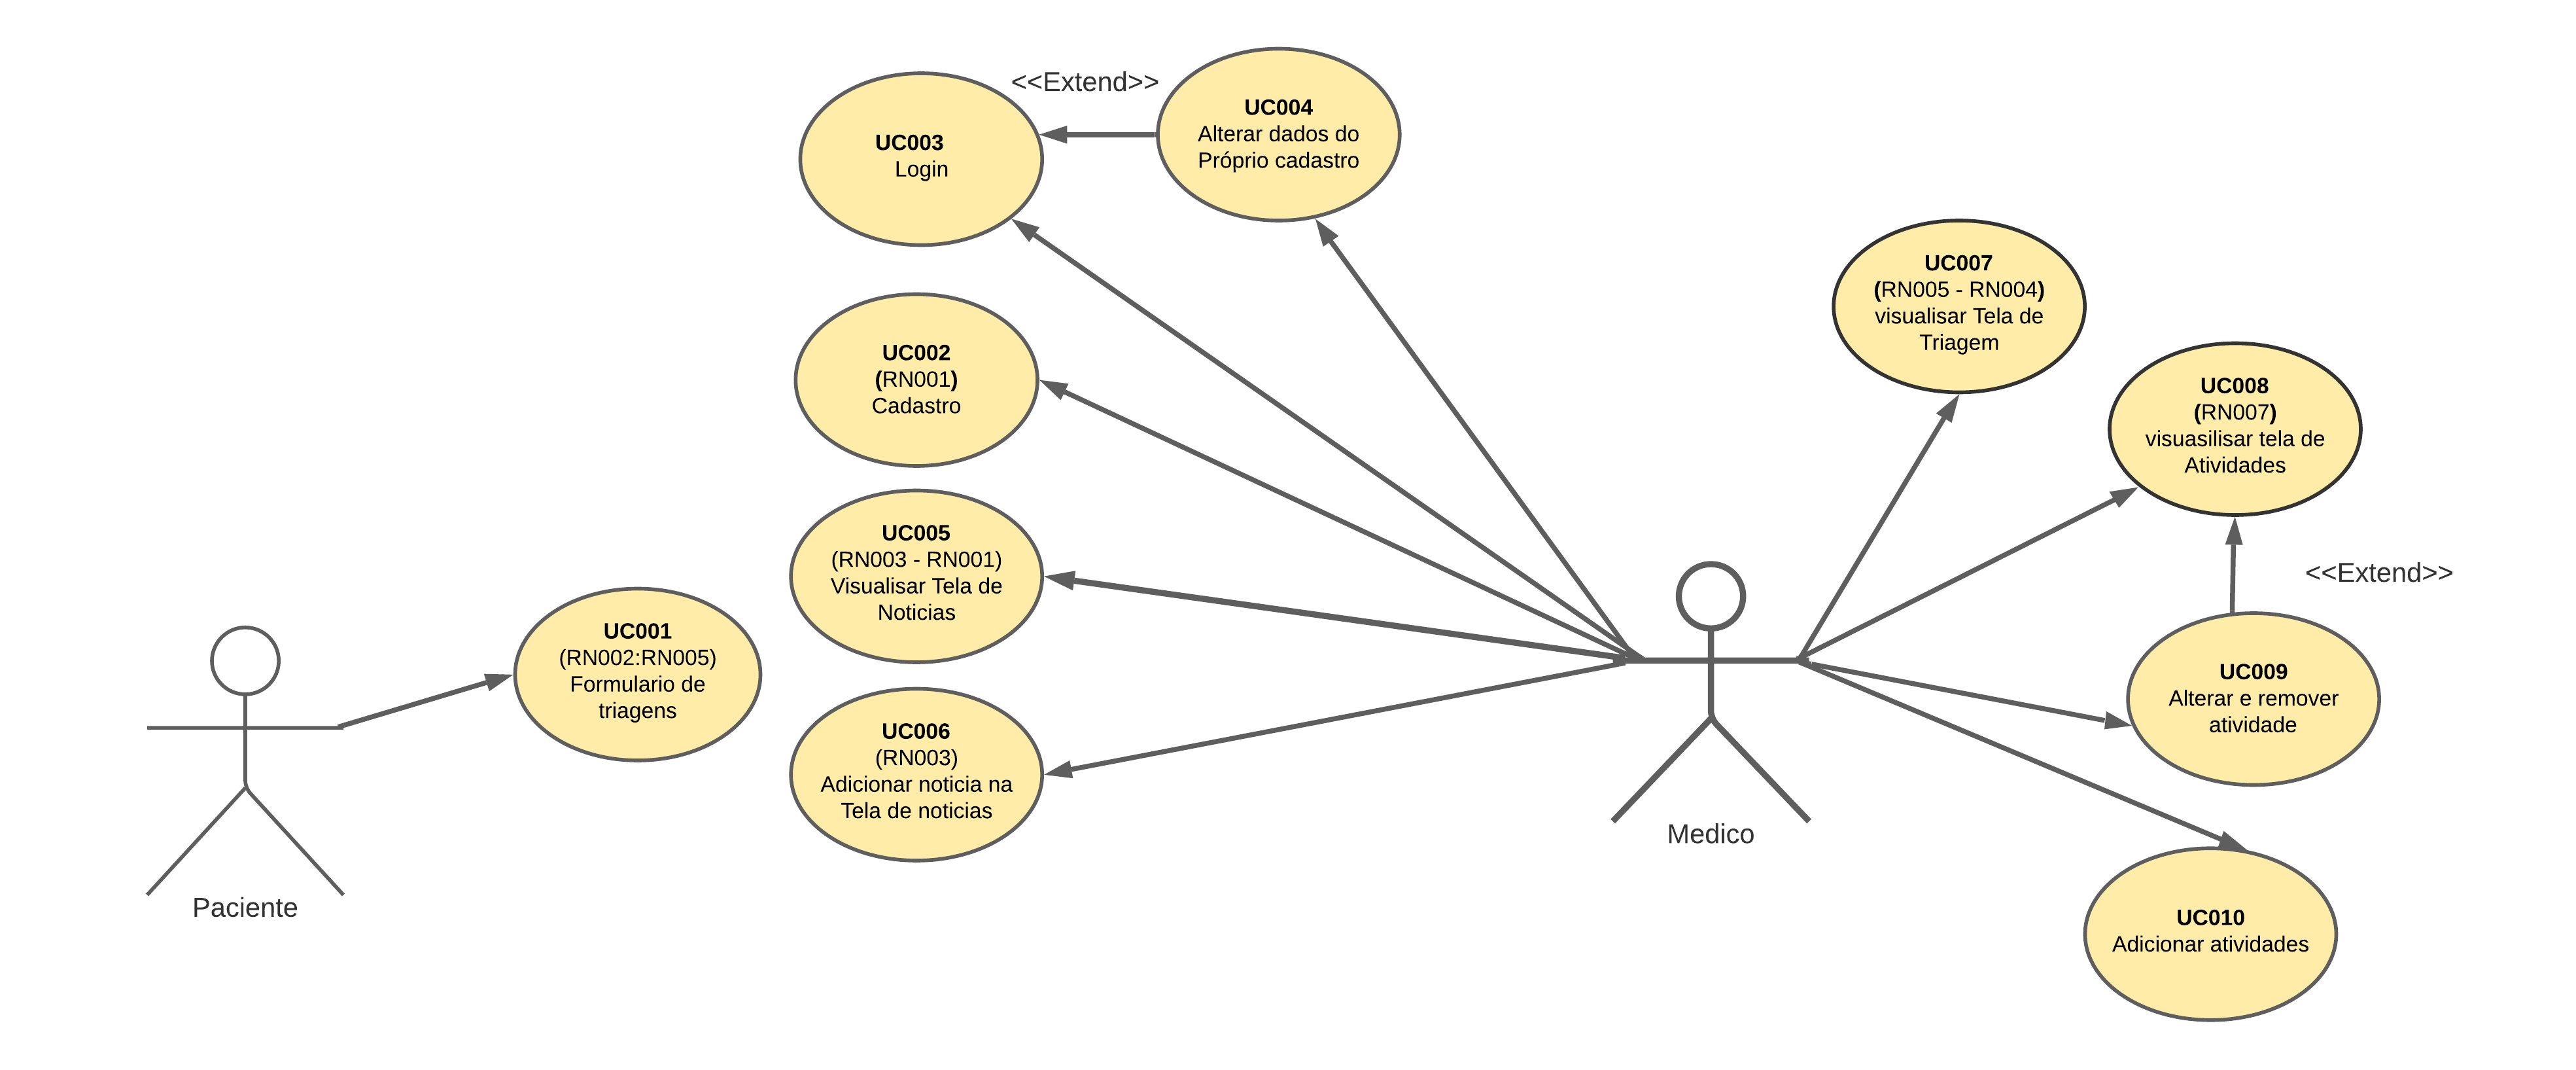 <<Extend>>
UC004
Alterar dados do
Próprio cadastro
UC003
Login
UC007
(RN005 - RN004)
visualisar Tela de
Triagem
UC002
(RN001)
Cadastro
UC008
(RN007)
visuasilisar tela de
Atividades
UC005
(RN003 - RN001)
Visualisar Tela de
Noticias
<<Extend>>
UC001
(RN002:RN005)
Formulario de
triagens
UC009
Alterar e remover
atividade
UC006
(RN003)
Adicionar noticia na
Tela de noticias
Medico
Paciente
UC010
Adicionar atividades